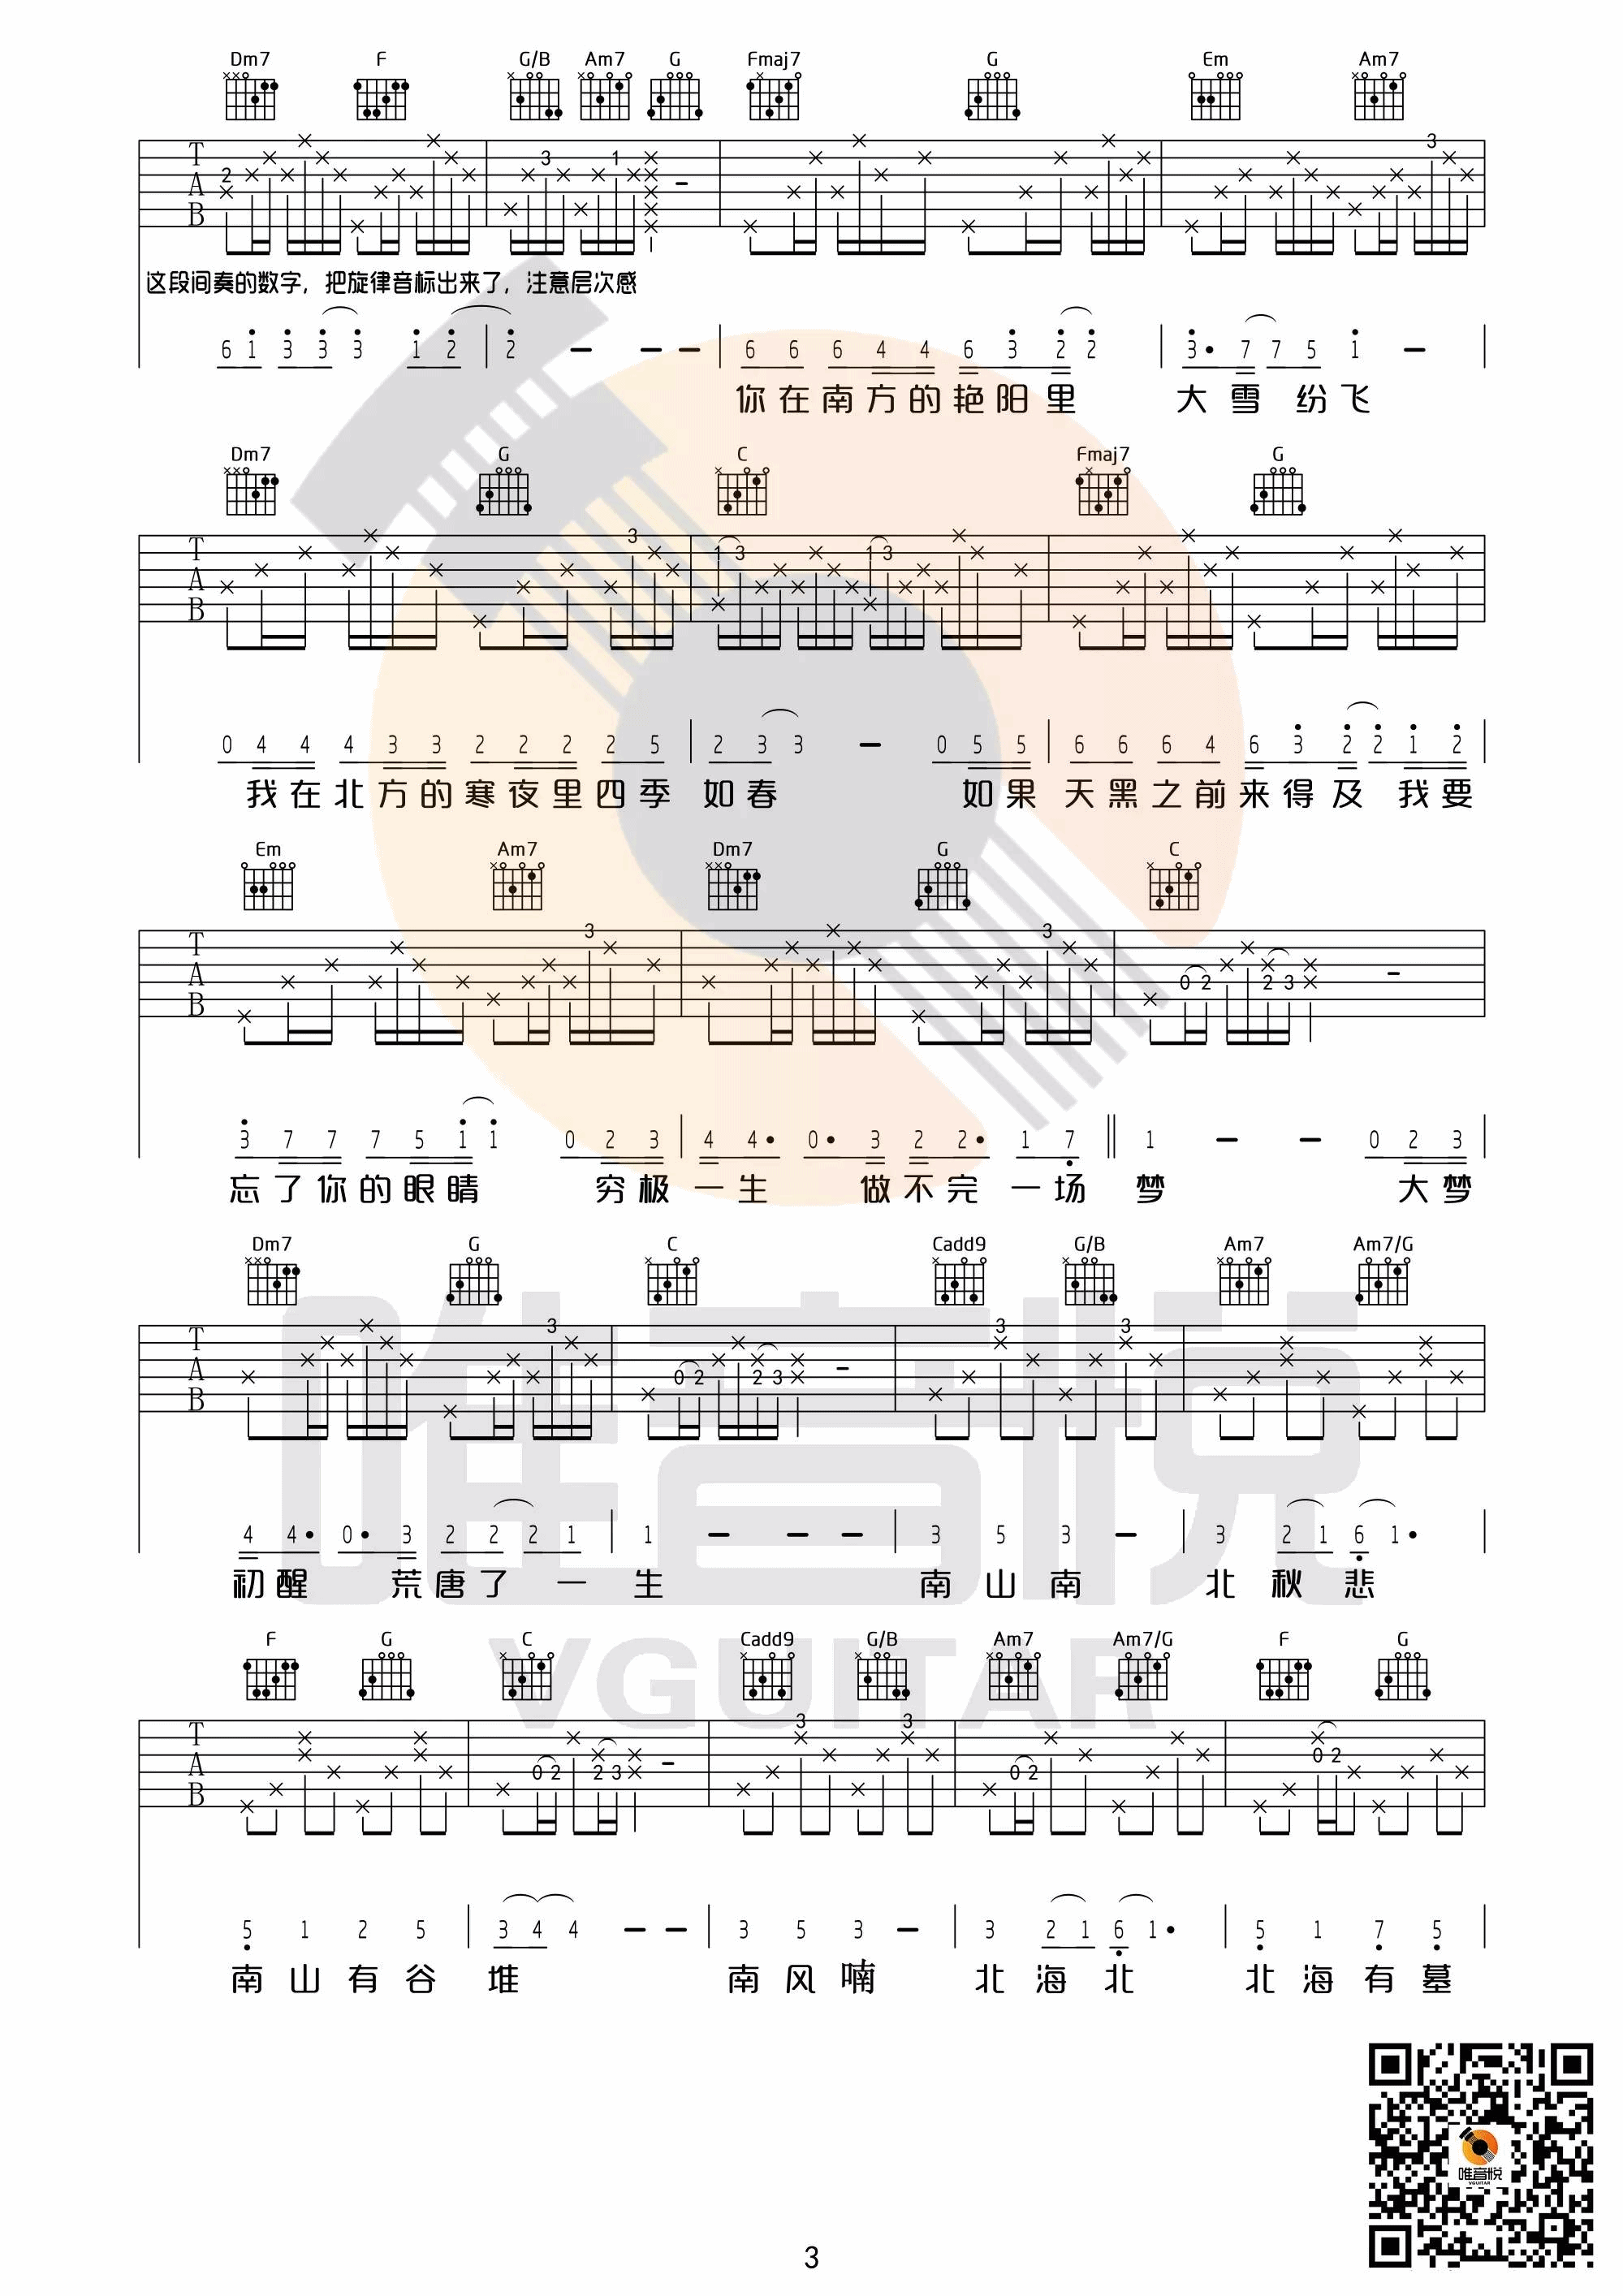 Dm7 F G/B Am7 G Fmaj7 G Em Am7
T A B 2 3 1 3
这段间奏的数字，把旋律音标出来了，注意层次感
6 1 3 3 3 1 2 2 - - - 6 6 6 4 4 6 3 2 2 3· 7 7 5 1 -
你在南方的艳阳里 大雪纷飞
Dm7 G C Fmaj7 G
T A B 3 1 3 1 3
0 4 4 4 3 3 2 2 2 2 5 2 3 3 - 0 5 5 6 6 6 4 6 3 2 2 1 2
我在北方的寒夜里四季 如春 如果 天黑之前来得及 我要
Em Am7 Dm7 G C
T A B 3 3 0 2 2 3
3 7 7 7 5 1 1 0 2 3 4 4· 0· 3 2 2· 1 7 1 - - 0 2 3
忘了你的眼睛 穷极 一生 做不完 一场 梦 大梦
Dm7 G C Cadd9 G/B Am7 Am7/G
T A B 3 0 2 2 3 3 3
4 4· 0· 3 2 2 2 1 1 - - - 3 5 3 - 3 2 1 6 1·
初醒 荒唐了 一 生 南山南 北秋悲
F G C Cadd9 G/B Am7 Am7/G F G
T A B 0 2 2 3 3 3 0 2 0 2
5 1 2 5 3 4 4 - - 3 5 3 - 3 2 1 6 1· 5 1 7 5
南山有谷 堆 南风喃 北海北 北海有墓
唯音悦
VGUITAR
唯音悦
VGUITAR
3